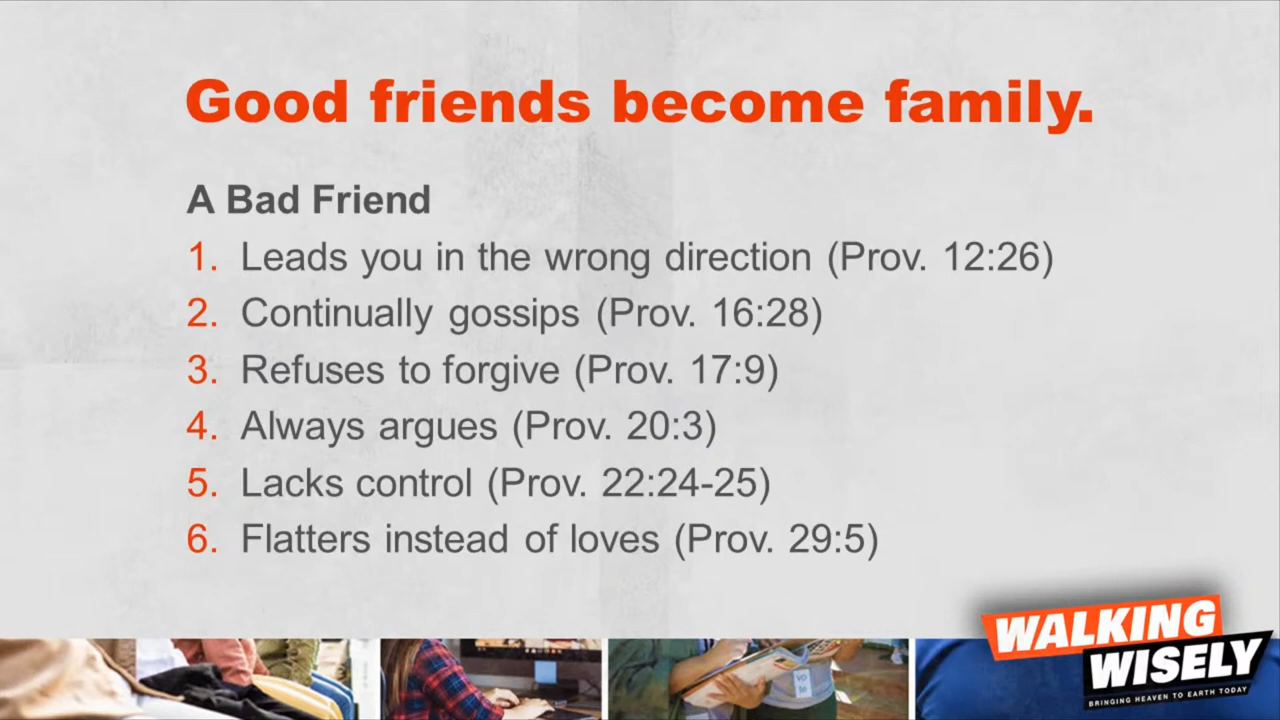 Good friends become family.
A Bad Friend
1. Leads you in the wrong direction (Prov. 12:26)
2. Continually gossips (Prov. 16:28)
3. Refuses to forgive (Prov. 17:9)
4. Always argues (Prov. 20:3)
5. Lacks control (Prov. 22:24-25)
6. Flatters instead of loves (Prov. 29:5)
WALKING
WISELY
BRINGING HEAVEN TO EARTH TODAY